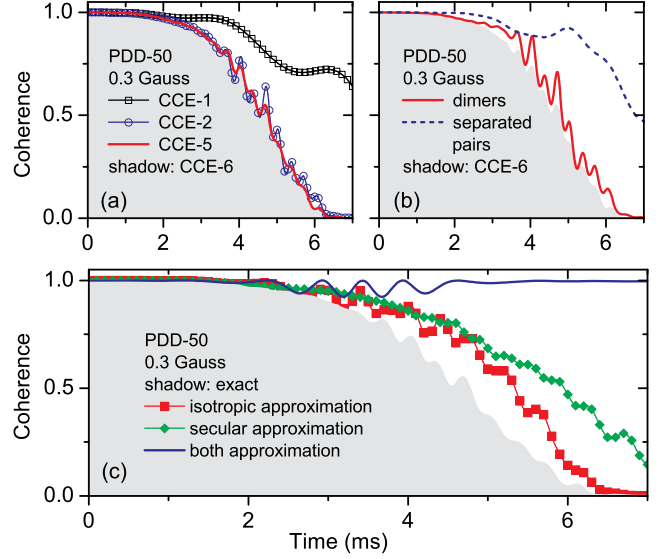 1.0
0.5
0.0
Coherence
PDD-50
0.3 Gauss
CCE-1
CCE-2
CCE-5
shadow: CCE-6
(a)
0 2 4 6
PDD-50
0.3 Gauss
dimers
separated
pairs
shadow: CCE-6
(b)
0 2 4 6
1.0
0.5
0.0
Coherence
PDD-50
0.3 Gauss
shadow: exact
isotropic approximation
secular approximation
both approximation
(c)
0 2 4 6
Time (ms)